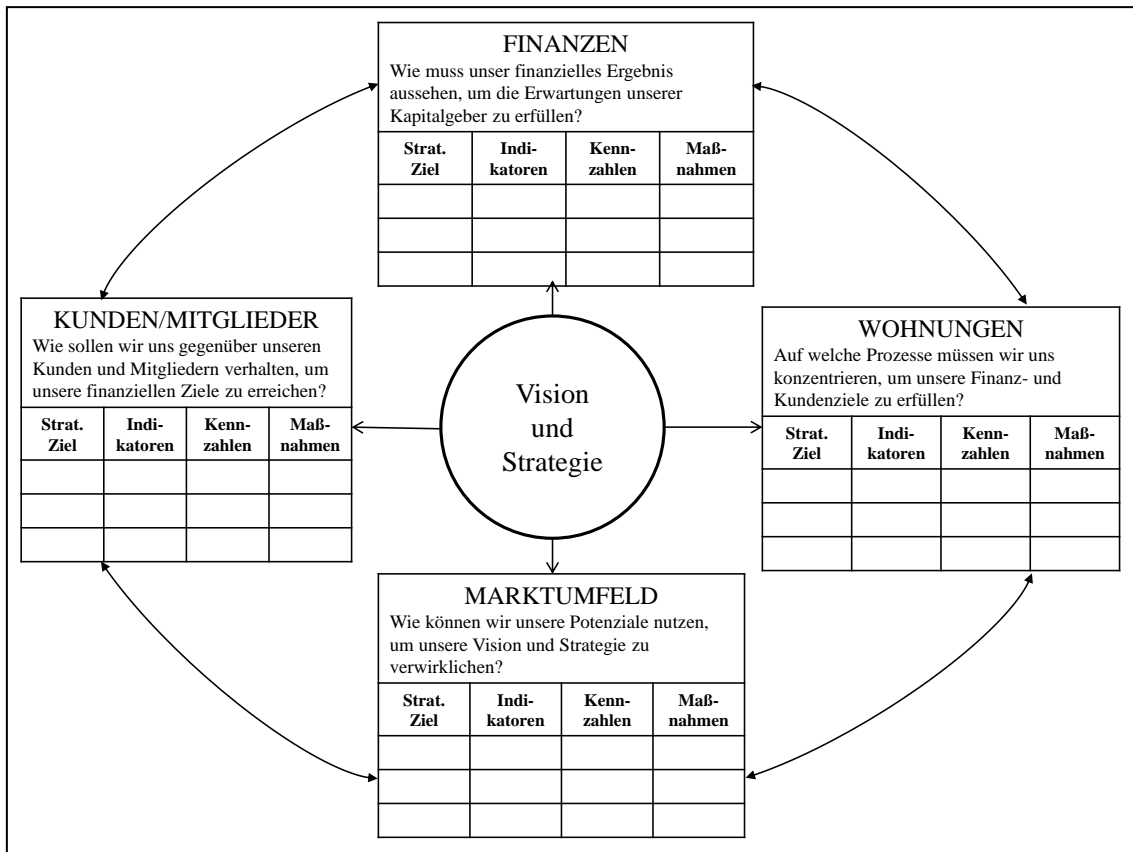 FINANZEN
Wie muss unser finanzielles Ergebnis
aussehen, um die Erwartungen unserer
Kapitalgeber zu erfüllen?
Strat. Indi- Kenn- Maß-
Ziel katoren zahlen nahmen
KUNDEN/MITGLIEDER
Wie sollen wir uns gegenüber unseren
Kunden und Mitgliedern verhalten, um
unsere finanziellen Ziele zu erreichen?
Strat. Indi- Kenn- Maß-
Ziel katoren zahlen nahmen
Vision
und
Strategie
WOHNUNGEN
Auf welche Prozesse müssen wir uns
konzentrieren, um unsere Finanz- und
Kundenziele zu erfüllen?
Strat. Indi- Kenn- Maß-
Ziel katoren zahlen nahmen
MARKTUMFELD
Wie können wir unsere Potenziale nutzen,
um unsere Vision und Strategie zu
verwirklichen?
Strat. Indi- Kenn- Maß-
Ziel katoren zahlen nahmen